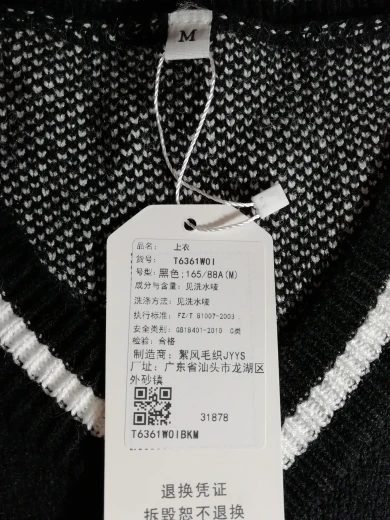 M
品名： 上衣
货号： T6361W0I
号型：黑色;165/88A(M)
成分与含量：见洗水唛
洗涤方法：见洗水唛
执行标准： FZ/T 81007-2003
安全类别： GB18401-2010 C类
检验：合格
制造商：絮风毛织JYYS
厂址：广东省汕头市龙湖区
外砂镇
31878
T6361W0IBKM
退换凭证
拆毁恕不退换